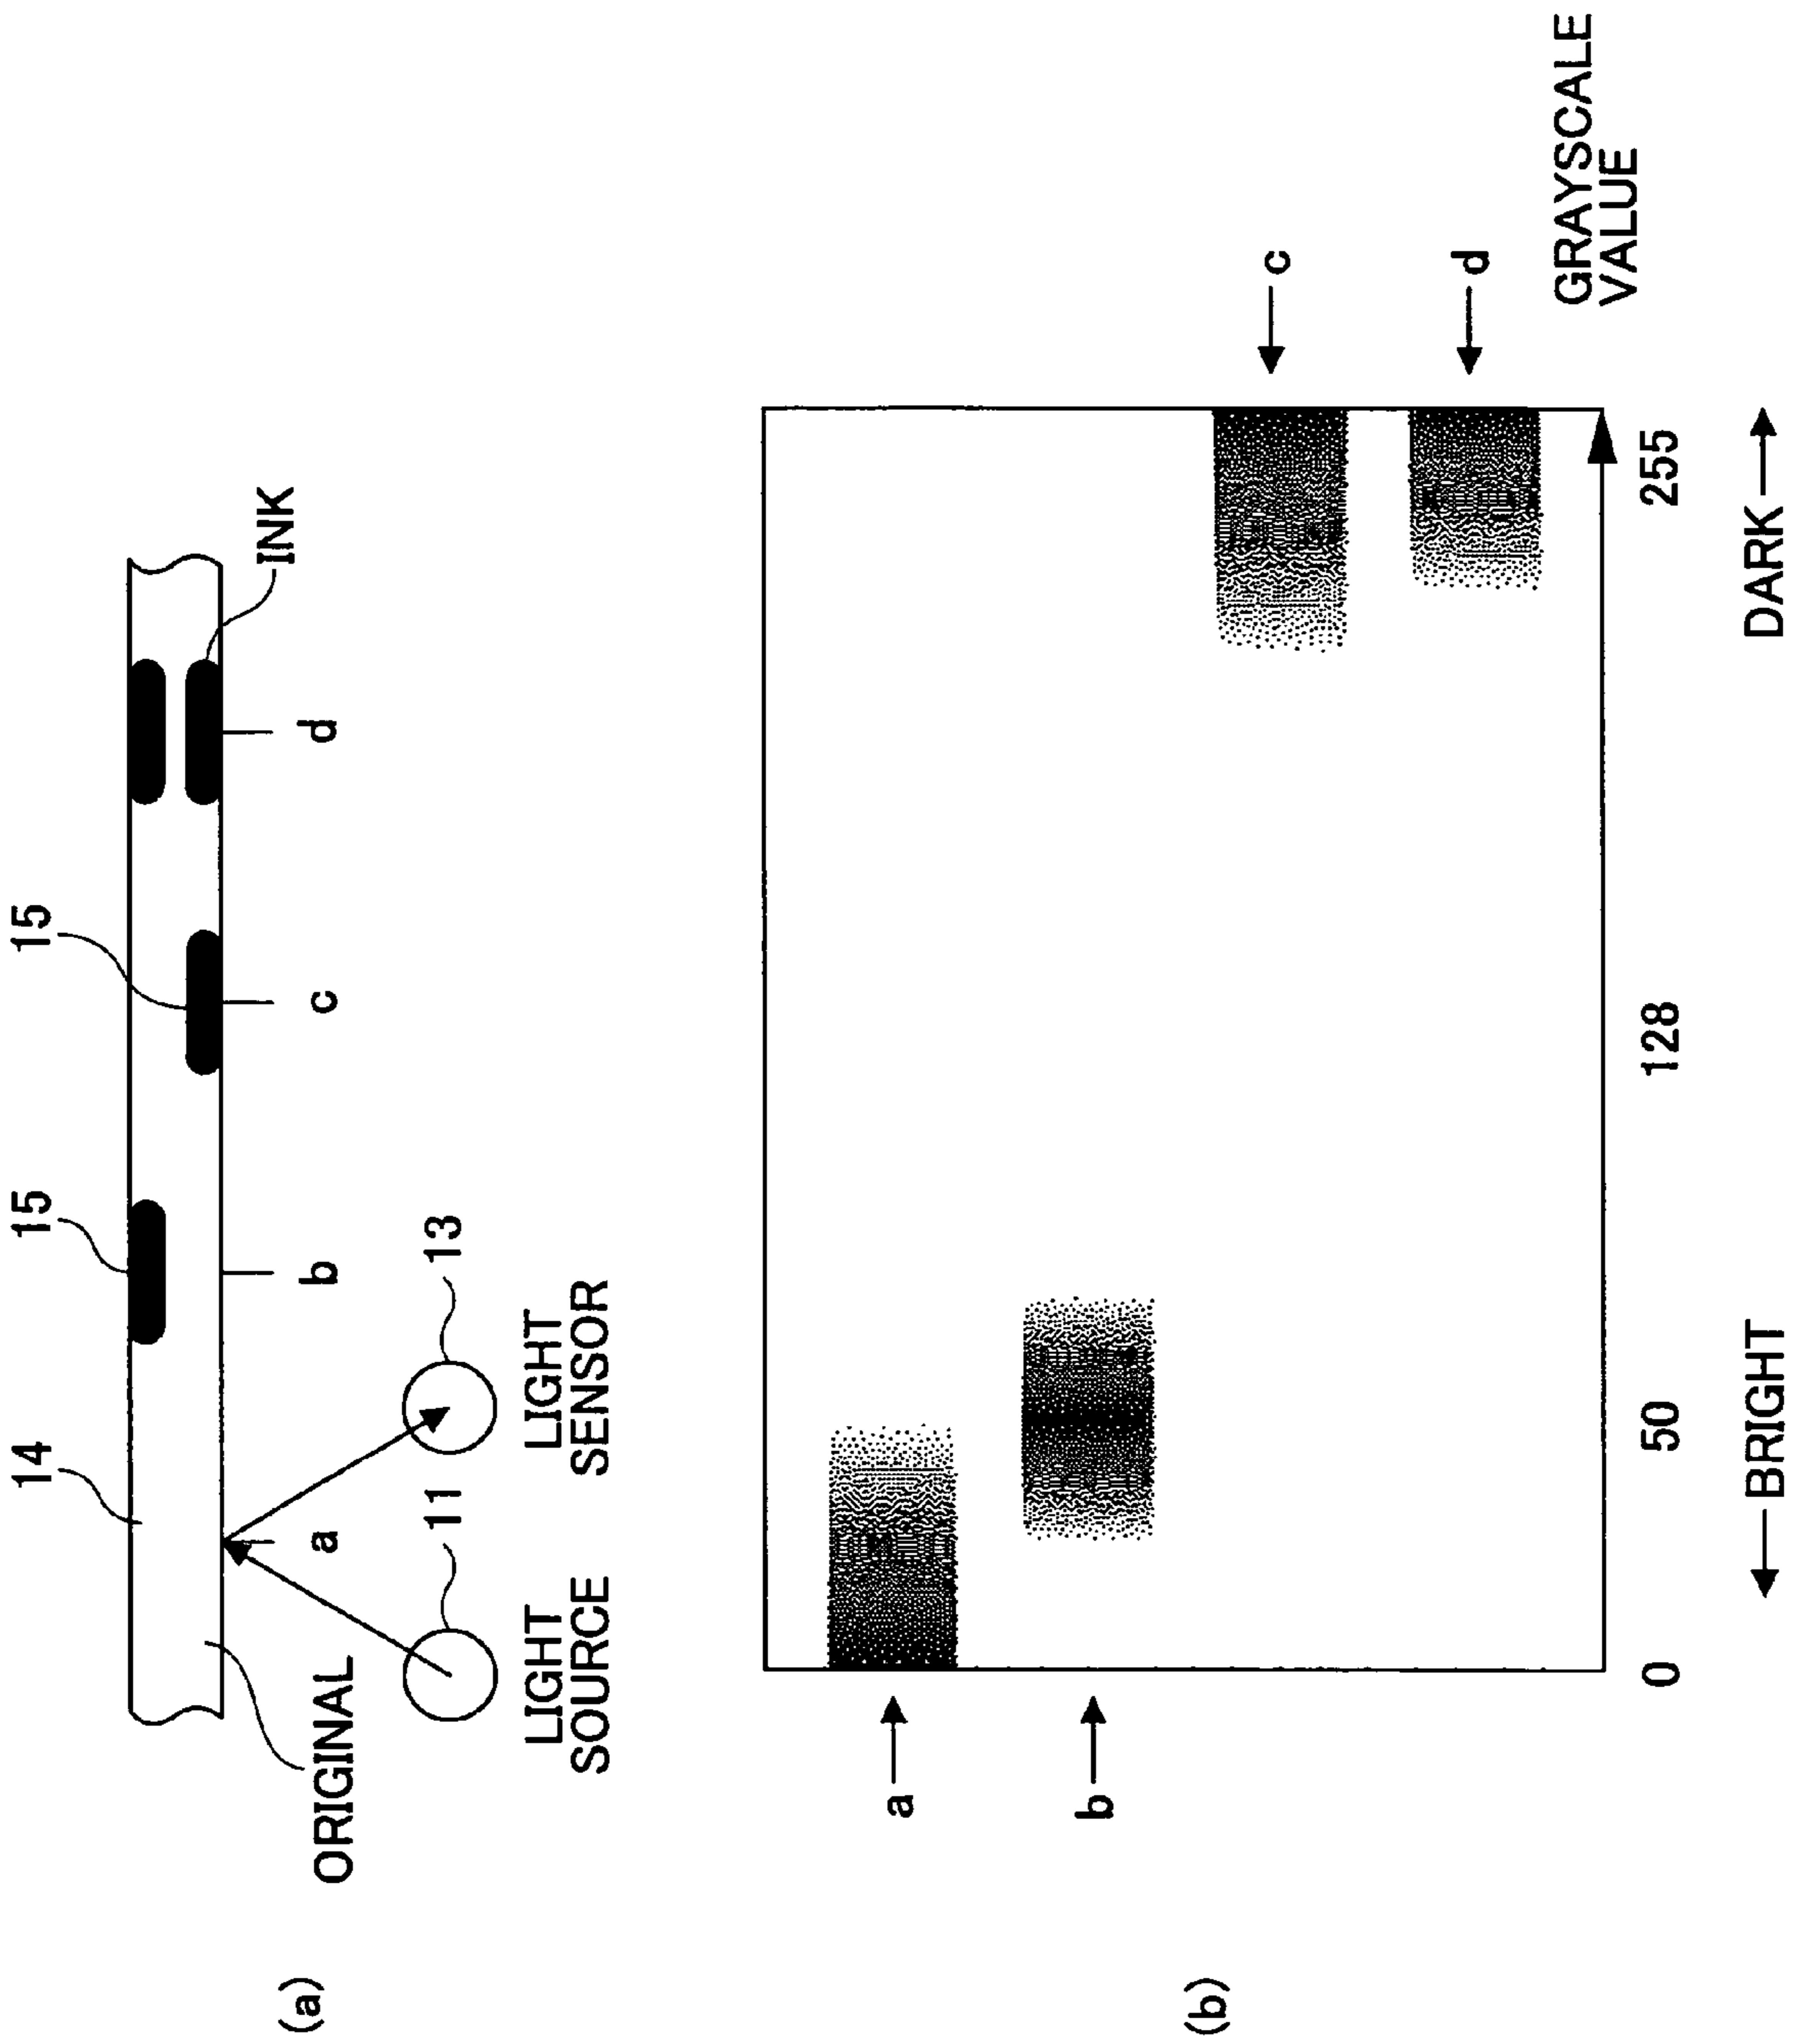 (a)
14
15
15
INK
ORIGINAL
a
b
c
d
11
13
LIGHT
SOURCE
LIGHT
SENSOR
(b)
a
b
c
d
0
50
128
255
GRAYSCALE
VALUE
BRIGHT
DARK